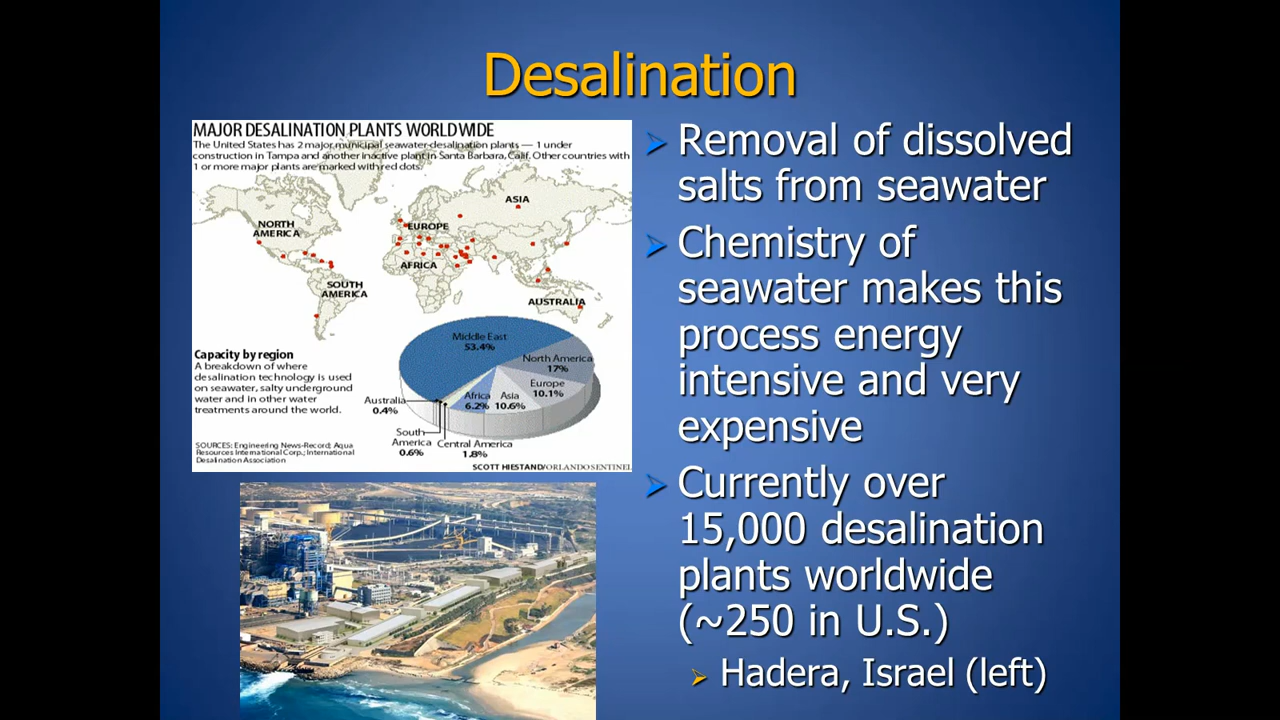 Desalination
MAJOR DESALINATION PLANTS WORLDWIDE
The United States has 2 major municipal seawater desalination plants — 1 under
construction in Tampa and another inactive plant in Santa Barbara, Calif. Other countries with
1 or more major plants are marked with red dots.
ASIA
NORTH
AMERICA
EUROPE
AFRICA
SOUTH
AMERICA
AUSTRALIA
Middle East
53.4%
North America
17%
Europe
10.1%
Asia
10.6%
Africa
6.2%
Australia
0.4%
South
America
0.6%
Central America
1.8%
Capacity by region
A breakdown of where
desalination technology is used
on seawater, salty underground
water and in other water
treatments around the world.
SOURCES: Engineering News-Record; Aqua
Resources International Corp.; International
Desalination Association
SCOTT HIESTAND/ORLANDO SENTINEL
Removal of dissolved
salts from seawater
Chemistry of
seawater makes this
process energy
intensive and very
expensive
Currently over
15,000 desalination
plants worldwide
(~250 in U.S.)
Hadera, Israel (left)